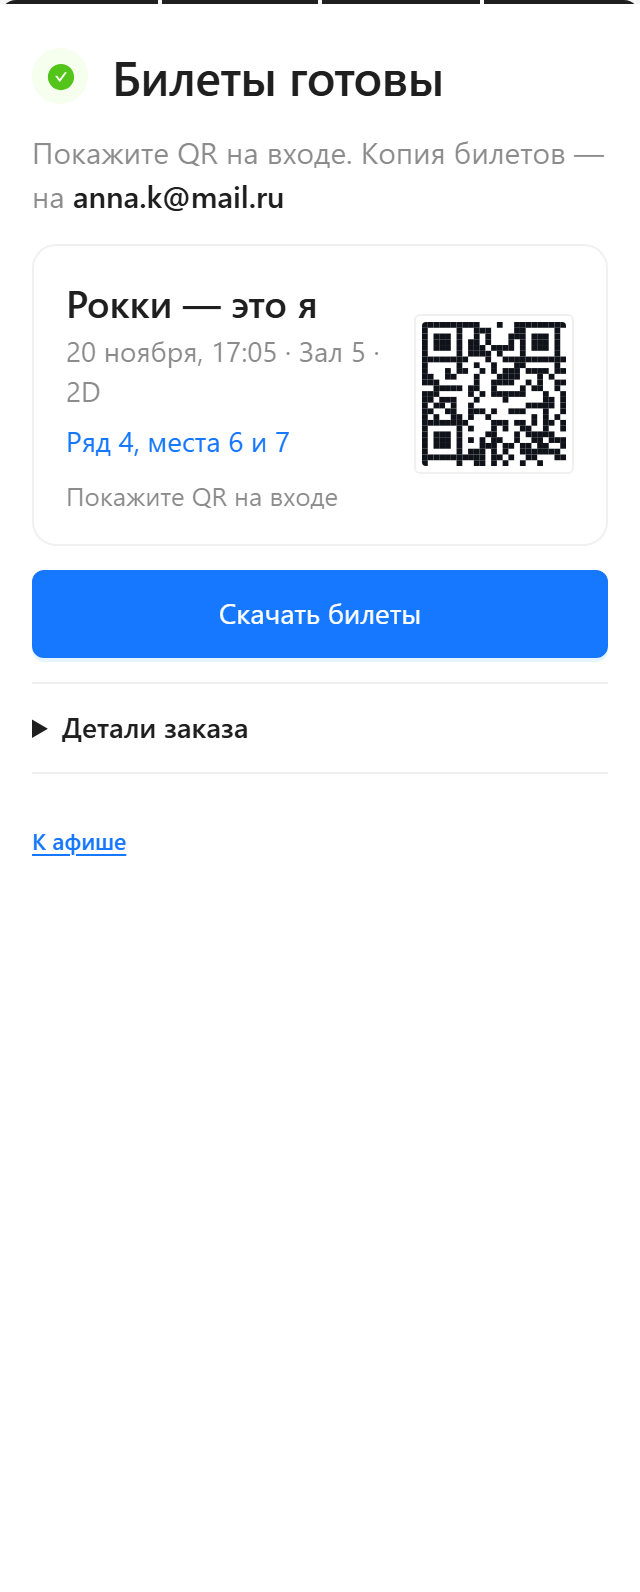 Билеты готовы
Покажите QR на входе. Копия билетов —
на anna.k@mail.ru
Рокки — это я
20 ноября, 17:05 · Зал 5 ·
2D
Ряд 4, места 6 и 7
Покажите QR на входе
Скачать билеты
Детали заказа
К афише